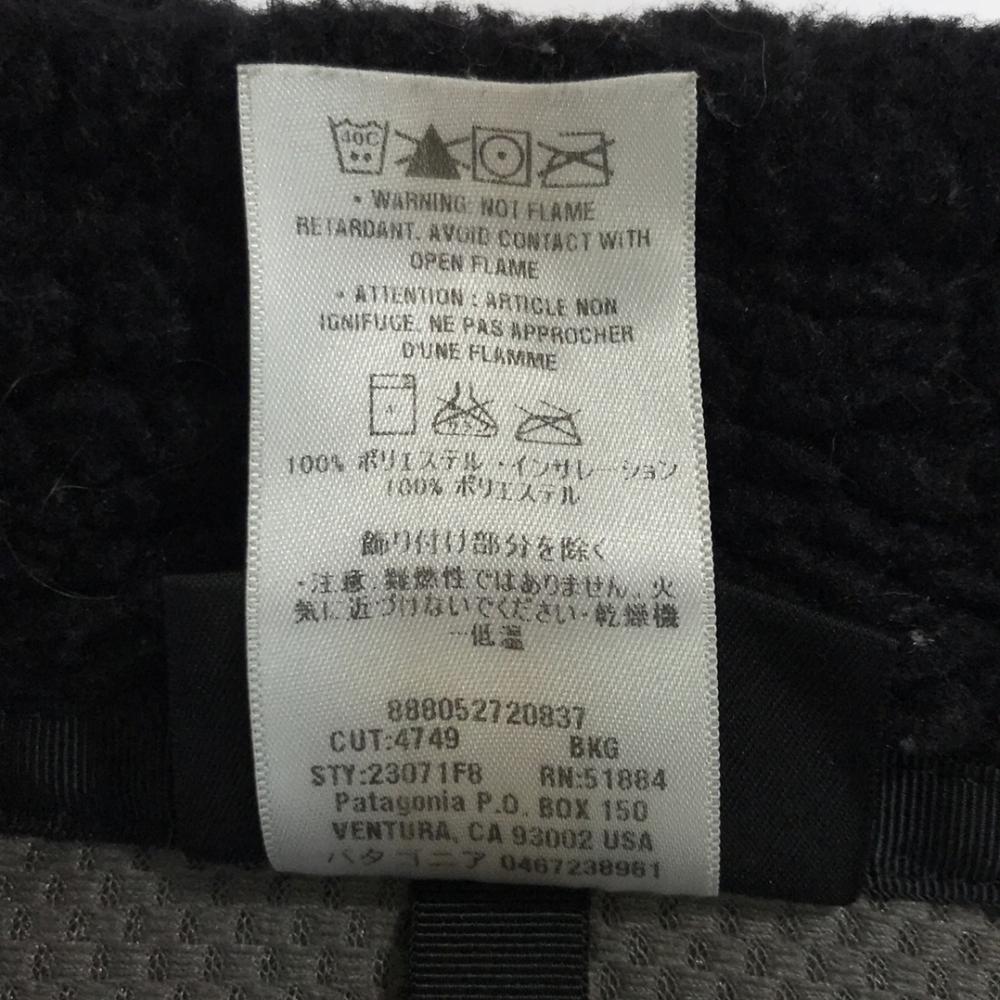 40C
• WARNING: NOT FLAME
RETARDANT. AVOID CONTACT WITH
OPEN FLAME
• ATTENTION : ARTICLE NON
IGNIFUGE. NE PAS APPROCHER
D'UNE FLAMME
100% ポリエステル・インサレーション
100% ポリエステル
飾り付け部分を除く
・注意:難燃性ではありません。火
気に近づけないでください・乾燥機
ー低温
888052720837
CUT:4749 BKG
STY:23071F8 RN:51884
Patagonia P.O. BOX 150
VENTURA, CA 93002 USA
パタゴニア 0467238961